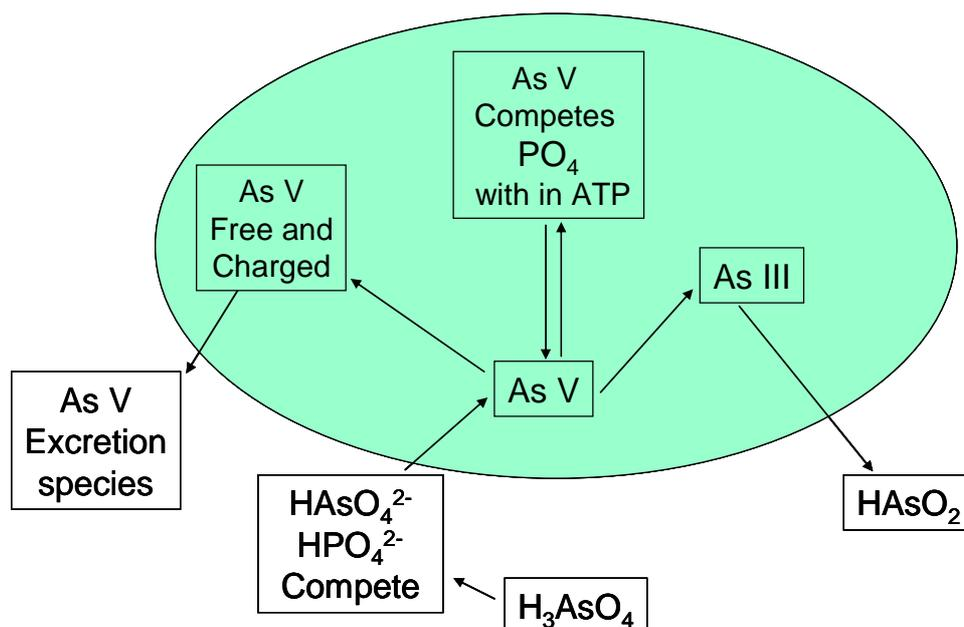 As V
Competes
PO₄
with in ATP
As V
Free and
Charged
As III
As V
As V
Excretion
species
HAsO₄²⁻
HPO₄²⁻
Compete
HAsO₂
H₃AsO₄